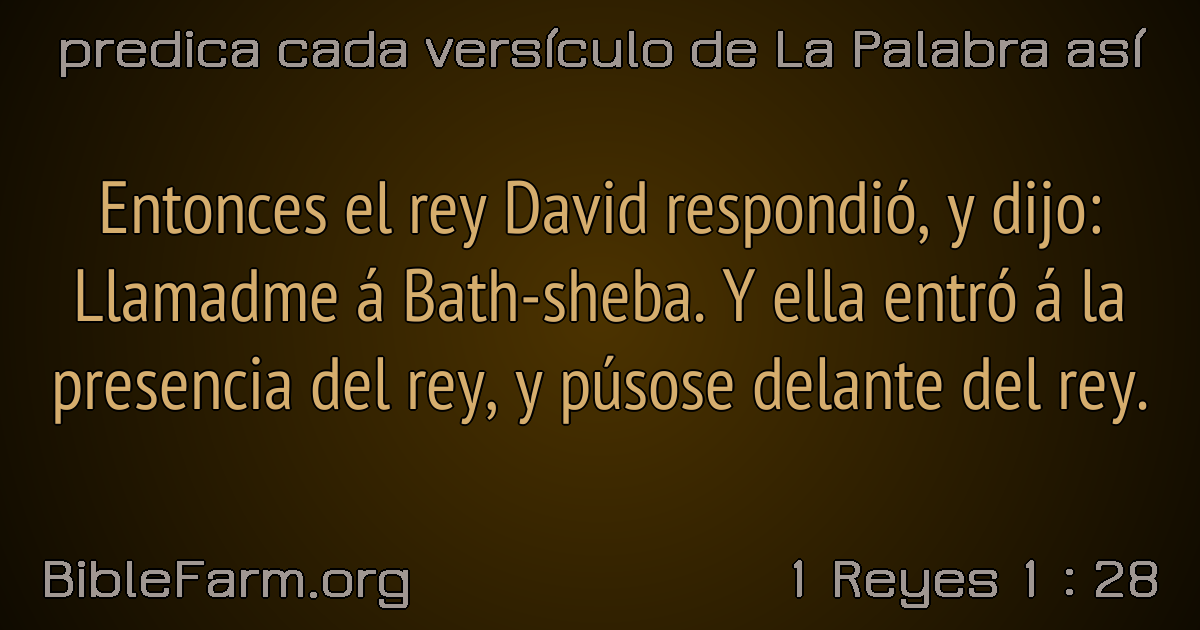 predica cada versículo de La Palabra así
Entonces el rey David respondió, y dijo:
Llamadme á Bath-sheba. Y ella entró á la
presencia del rey, y púsose delante del rey.
BibleFarm.org
1 Reyes 1 : 28